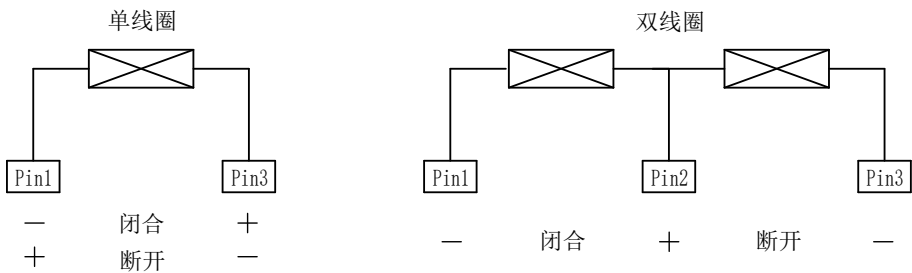 单线圈 双线圈
Pin1 Pin3 Pin1 Pin2 Pin3
— 闭合 +
+ 断开 —
— 闭合 + 断开 —